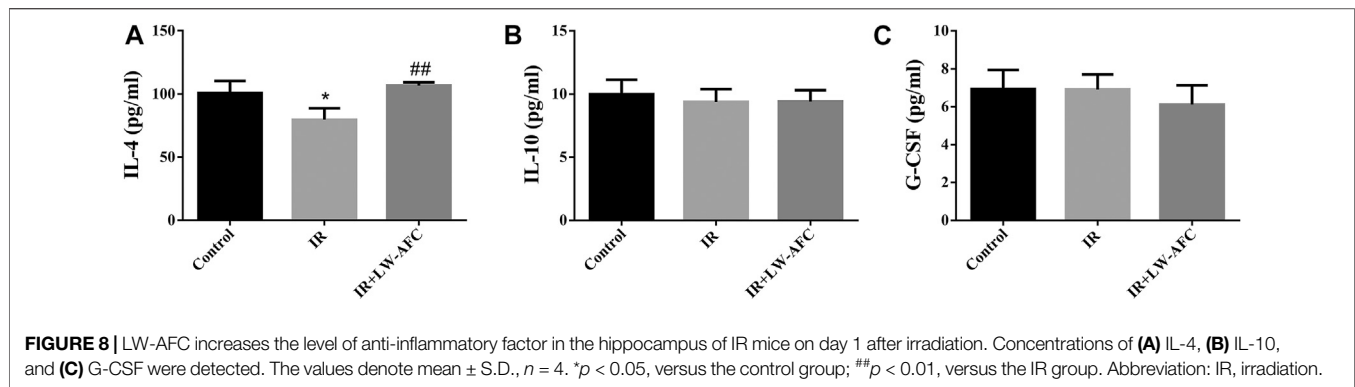 A
IL-4 (pg/ml)
150
100
50
0
*
##
Control
IR
IR+LW-AFC
B
IL-10 (pg/ml)
15
10
5
0
Control
IR
IR+LW-AFC
C
G-CSF (pg/ml)
10
8
6
4
2
0
Control
IR
IR+LW-AFC
FIGURE 8 | LW-AFC increases the level of anti-inflammatory factor in the hippocampus of IR mice on day 1 after irradiation. Concentrations of (A) IL-4, (B) IL-10,
and (C) G-CSF were detected. The values denote mean ± S.D., n = 4. *p < 0.05, versus the control group; ##p < 0.01, versus the IR group. Abbreviation: IR, irradiation.